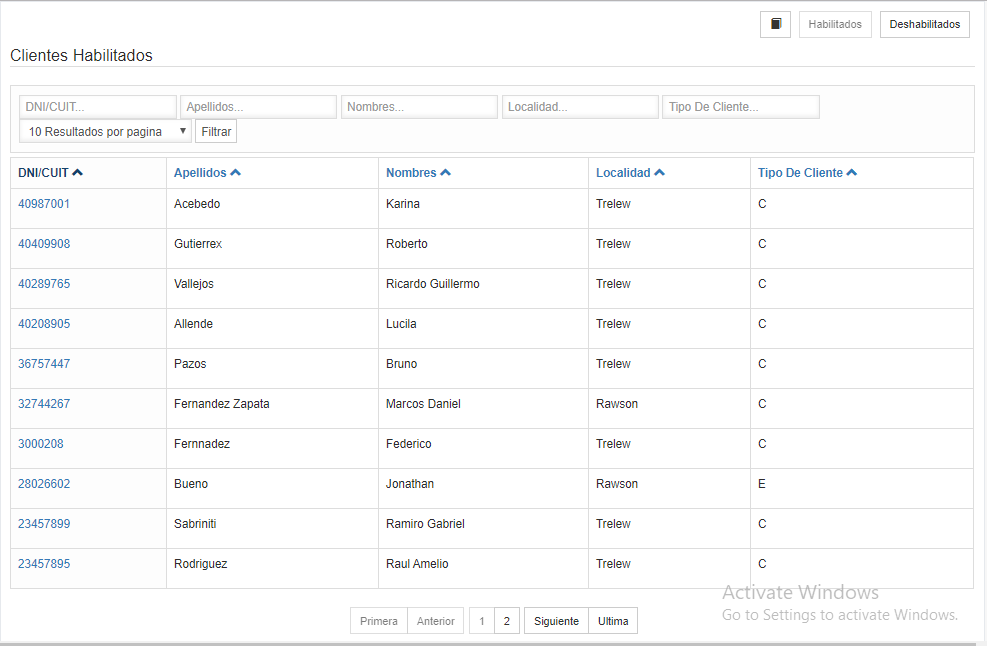 Habilitados Deshabilitados
Clientes Habilitados
DNI/CUIT... Apellidos... Nombres... Localidad... Tipo De Cliente...
10 Resultados por pagina Filtrar
DNI/CUIT Apellidos Nombres Localidad Tipo De Cliente
40987001 Acebedo Karina Trelew C
40409908 Gutierrex Roberto Trelew C
40289765 Vallejos Ricardo Guillermo Trelew C
40208905 Allende Lucila Trelew C
36757447 Pazos Bruno Trelew C
32744267 Fernandez Zapata Marcos Daniel Rawson C
3000208 Fernnadez Federico Trelew C
28026602 Bueno Jonathan Rawson E
23457899 Sabriniti Ramiro Gabriel Trelew C
23457895 Rodriguez Raul Amelio Trelew C
Activate Windows
Go to Settings to activate Windows.
Primera Anterior 1 2 Siguiente Ultima